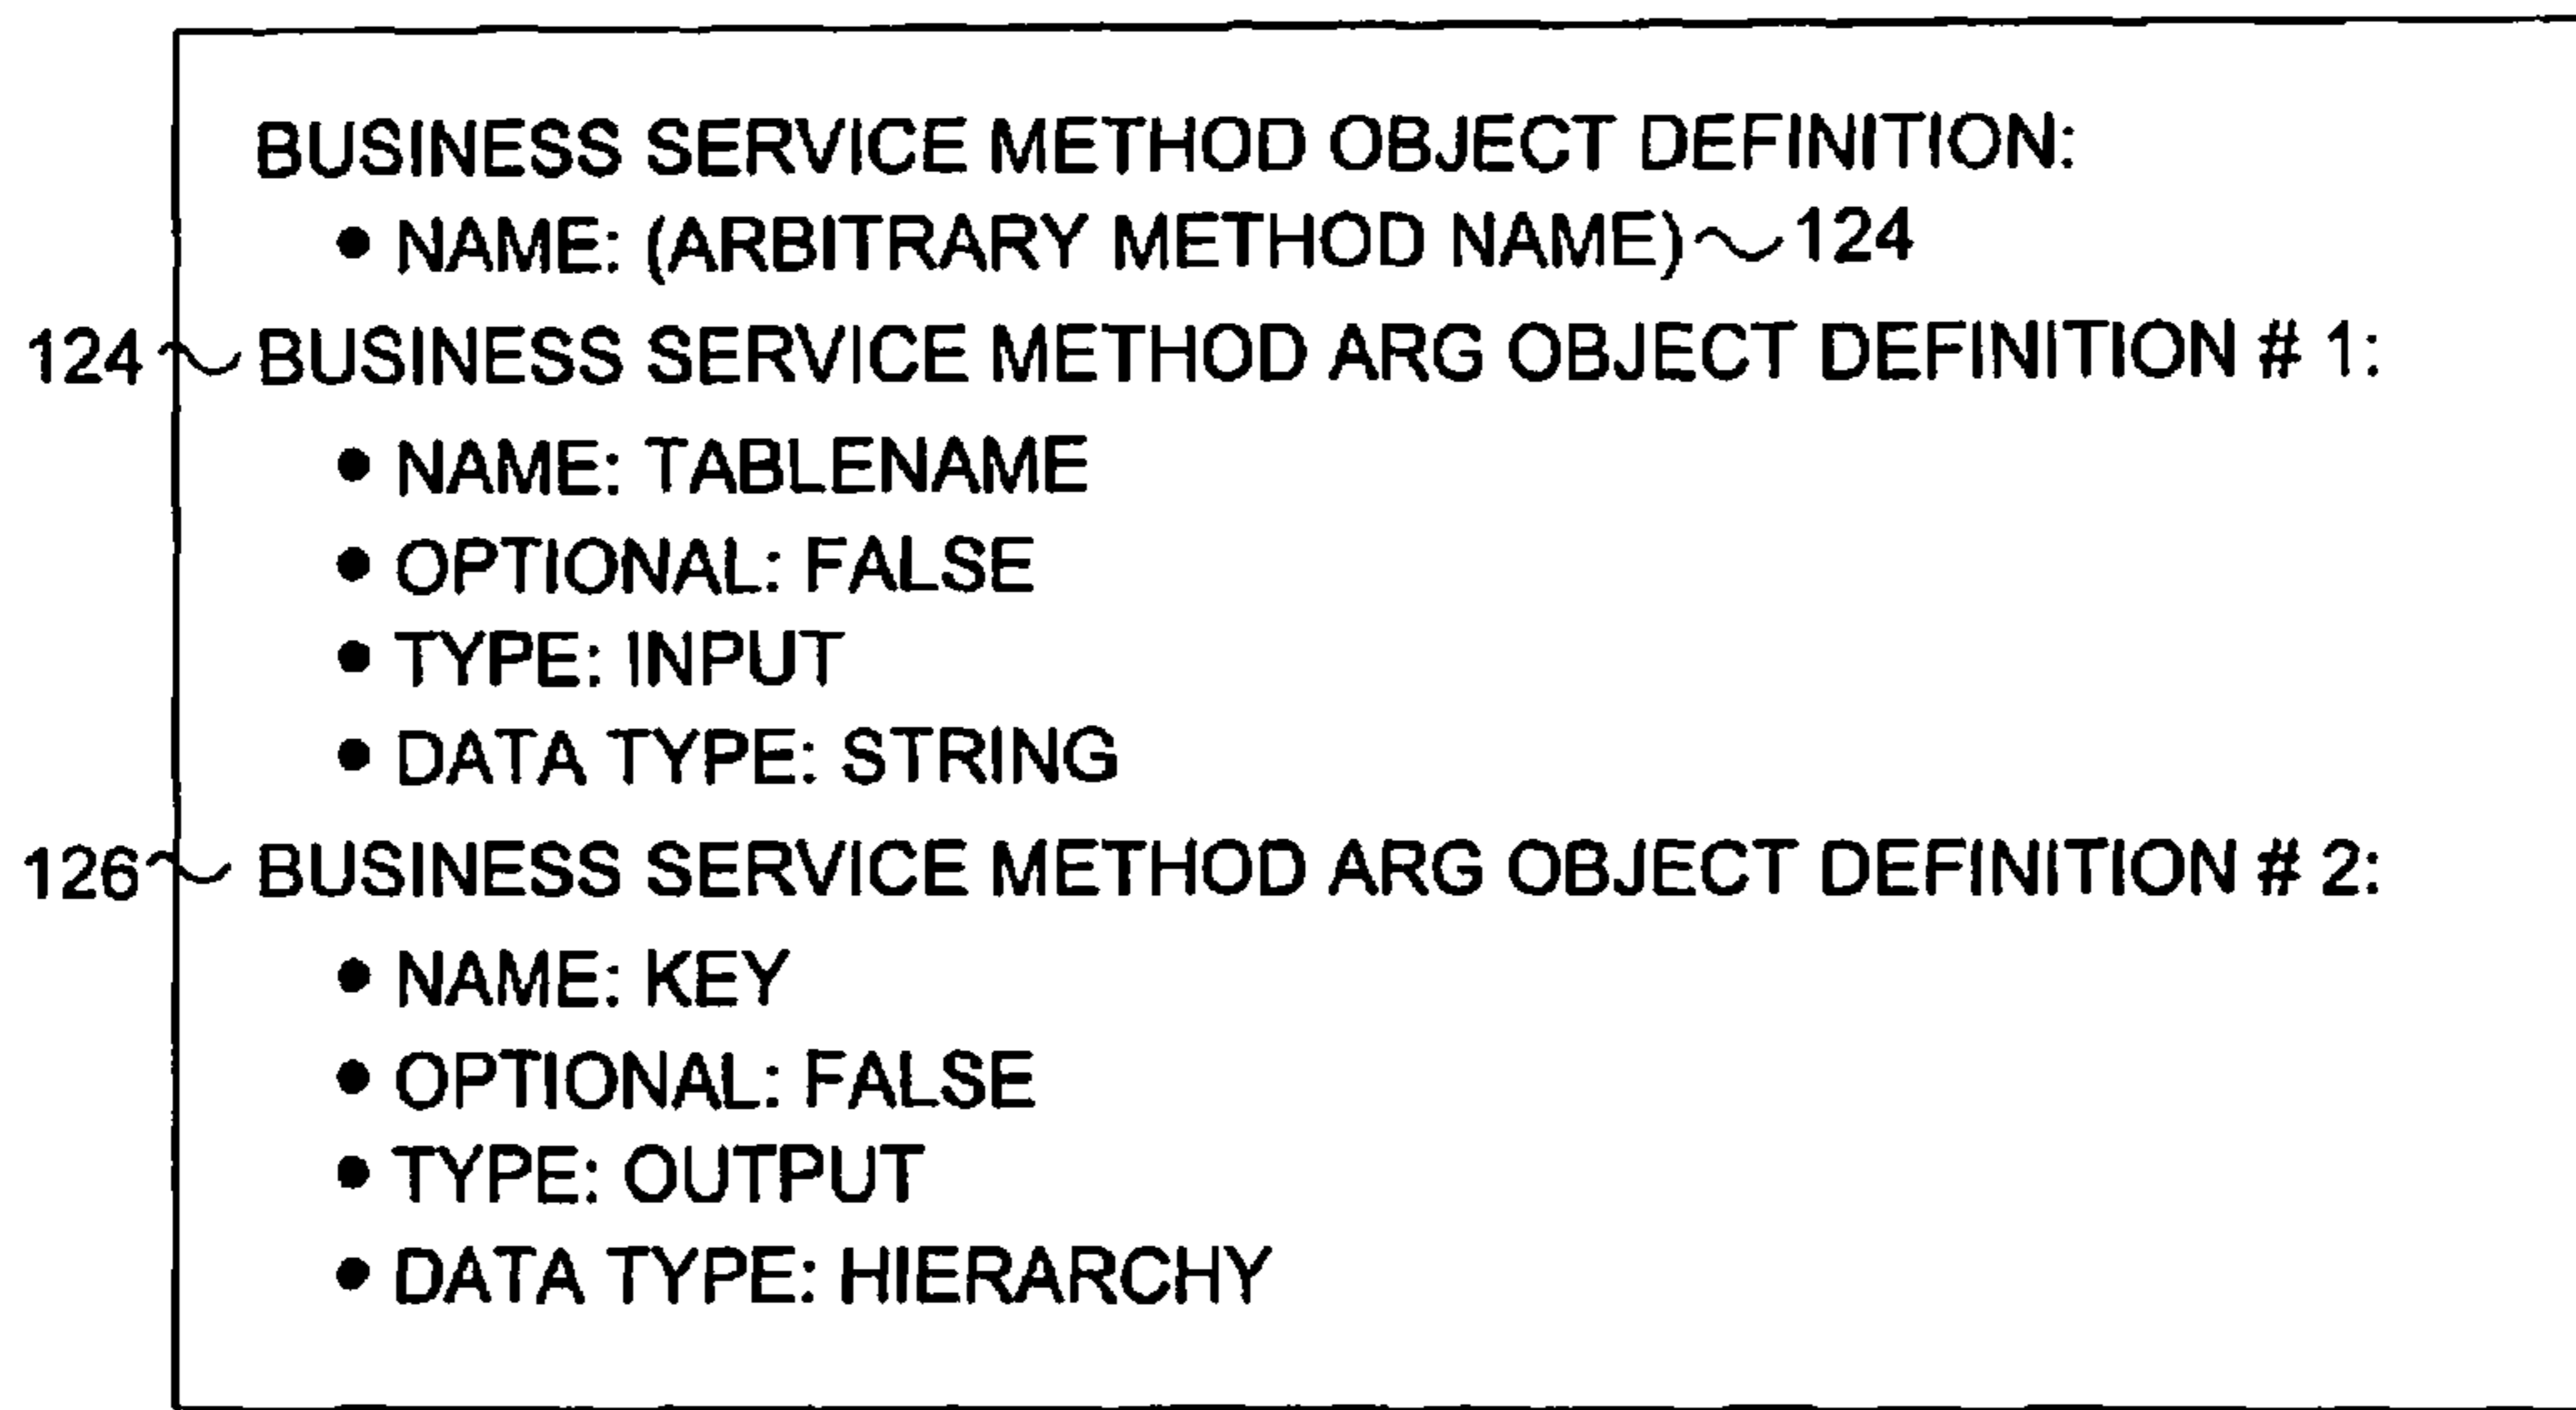 BUSINESS SERVICE METHOD OBJECT DEFINITION:
• NAME: (ARBITRARY METHOD NAME) 124
124 BUSINESS SERVICE METHOD ARG OBJECT DEFINITION # 1:
• NAME: TABLENAME
• OPTIONAL: FALSE
• TYPE: INPUT
• DATA TYPE: STRING
126 BUSINESS SERVICE METHOD ARG OBJECT DEFINITION # 2:
• NAME: KEY
• OPTIONAL: FALSE
• TYPE: OUTPUT
• DATA TYPE: HIERARCHY